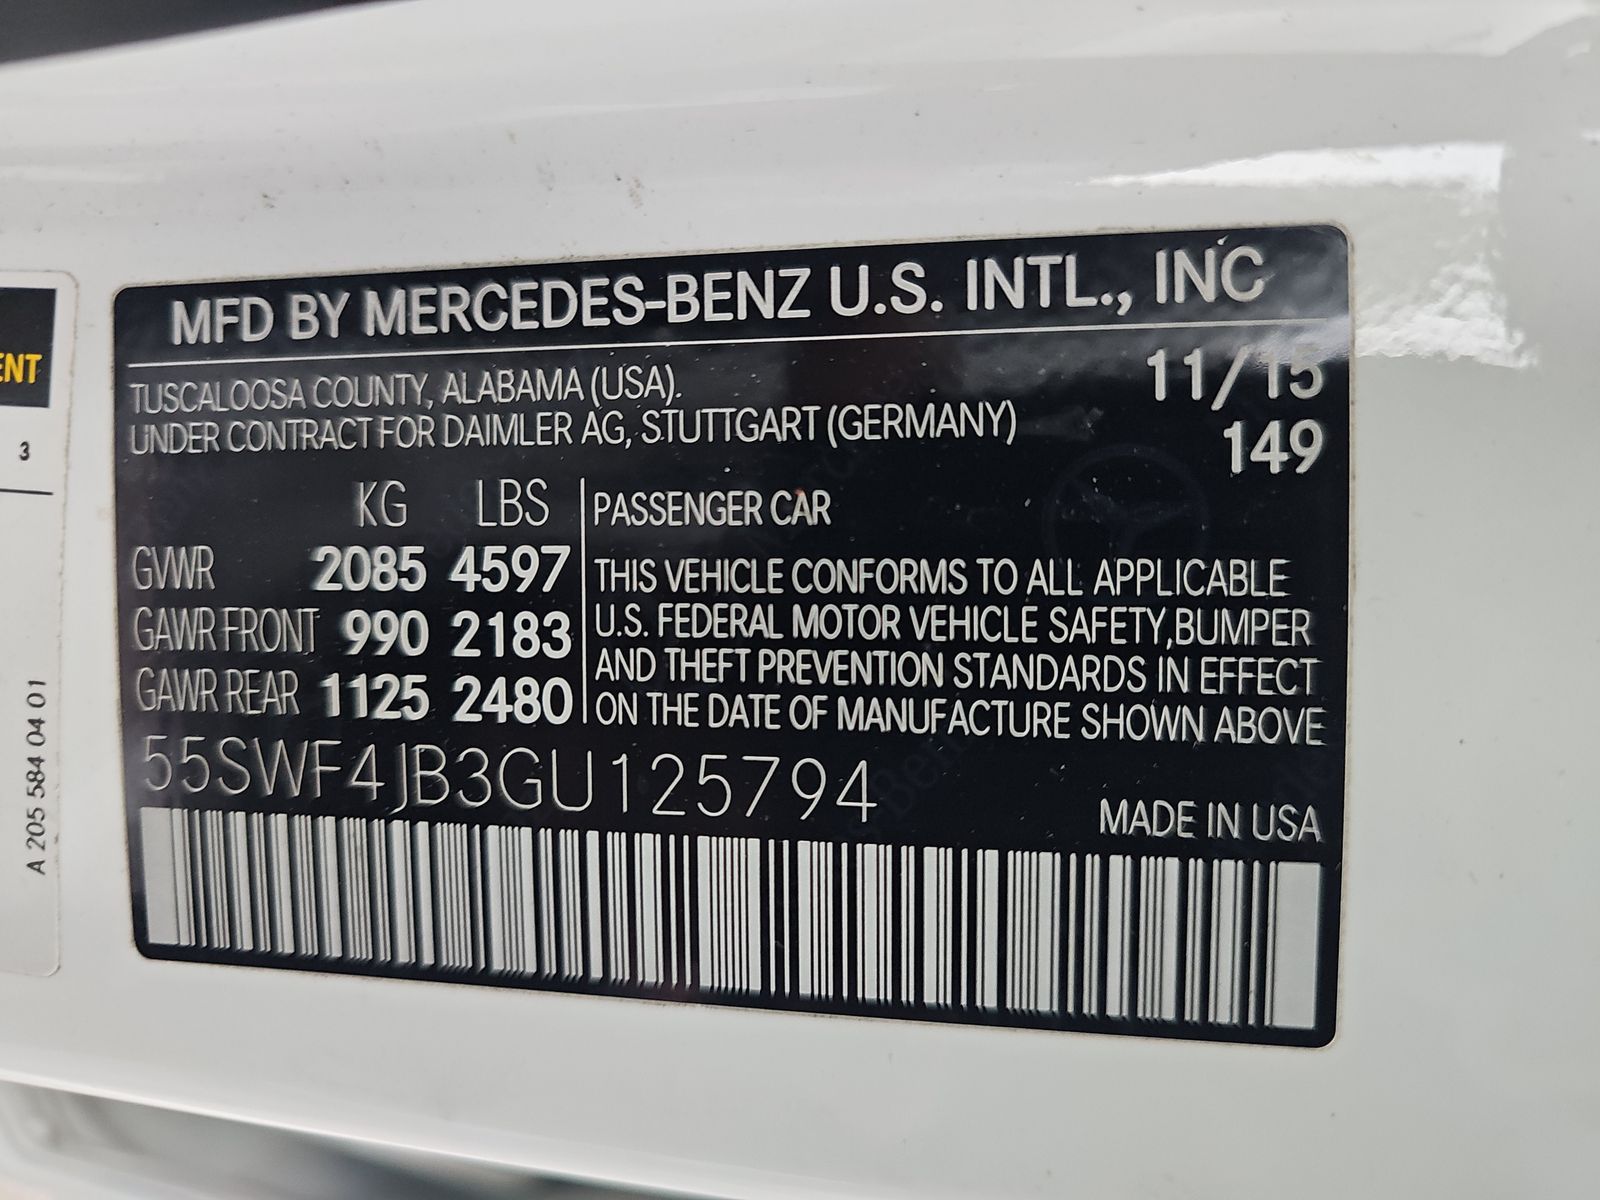 MFD BY MERCEDES-BENZ U.S. INTL., INC
TUSCALOOSA COUNTY, ALABAMA (USA).
11/15
UNDER CONTRACT FOR DAIMLER AG, STUTTGART (GERMANY)
149
KG LBS
GVWR 2085 4597
GAWR FRONT 990 2183
GAWR REAR 1125 2480
PASSENGER CAR
THIS VEHICLE CONFORMS TO ALL APPLICABLE
U.S. FEDERAL MOTOR VEHICLE SAFETY,BUMPER
AND THEFT PREVENTION STANDARDS IN EFFECT
ON THE DATE OF MANUFACTURE SHOWN ABOVE
55SWF4JB3GU125794
MADE IN USA
ENT
3
A 205 584 04 01